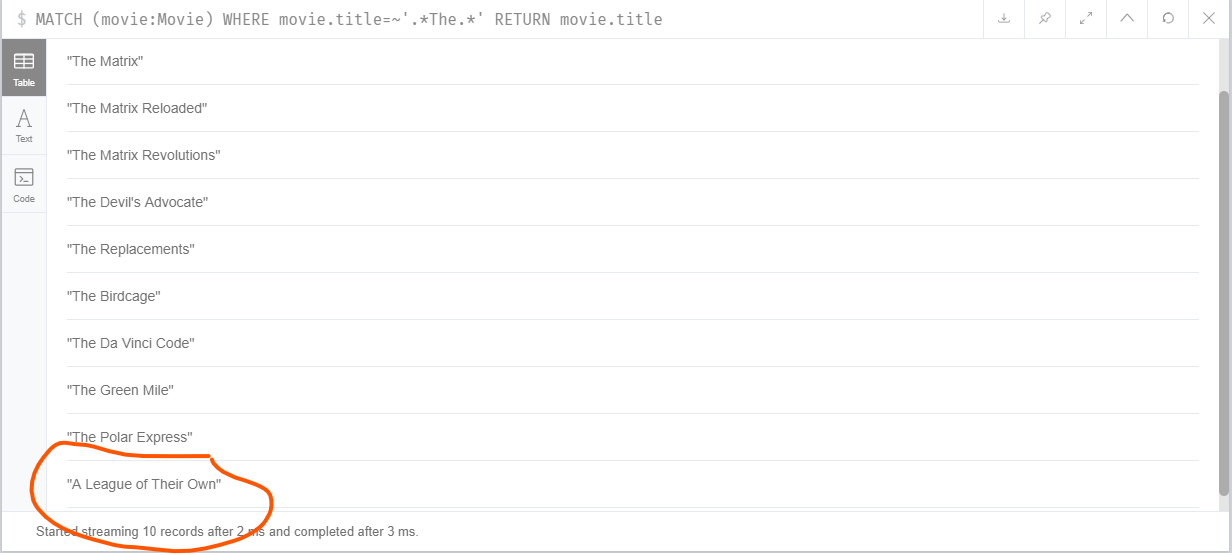 $ MATCH (movie:Movie) WHERE movie.title=~'.*The.*' RETURN movie.title
Table
Text
Code
"The Matrix"
"The Matrix Reloaded"
"The Matrix Revolutions"
"The Devil's Advocate"
"The Replacements"
"The Birdcage"
"The Da Vinci Code"
"The Green Mile"
"The Polar Express"
"A League of Their Own"
Started streaming 10 records after 2 ms and completed after 3 ms.